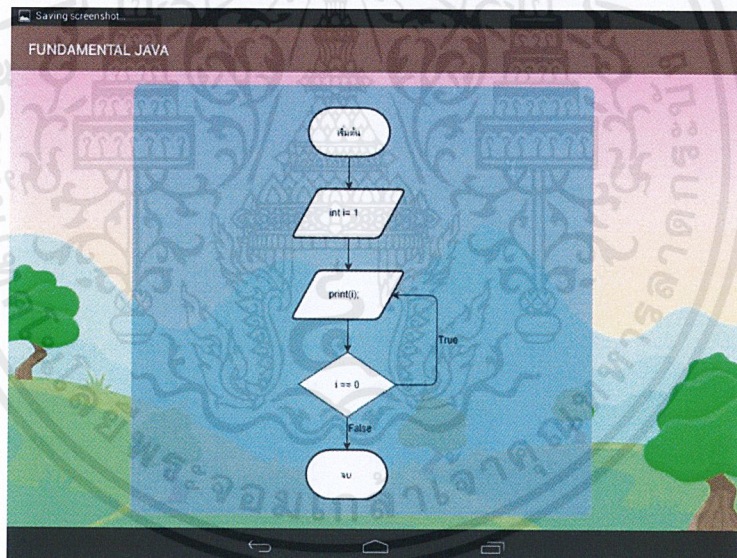 Saving screenshot...
FUNDAMENTAL JAVA
เริ่มต้น
int i= 1
print(i);
True
i == 0
False
จบ